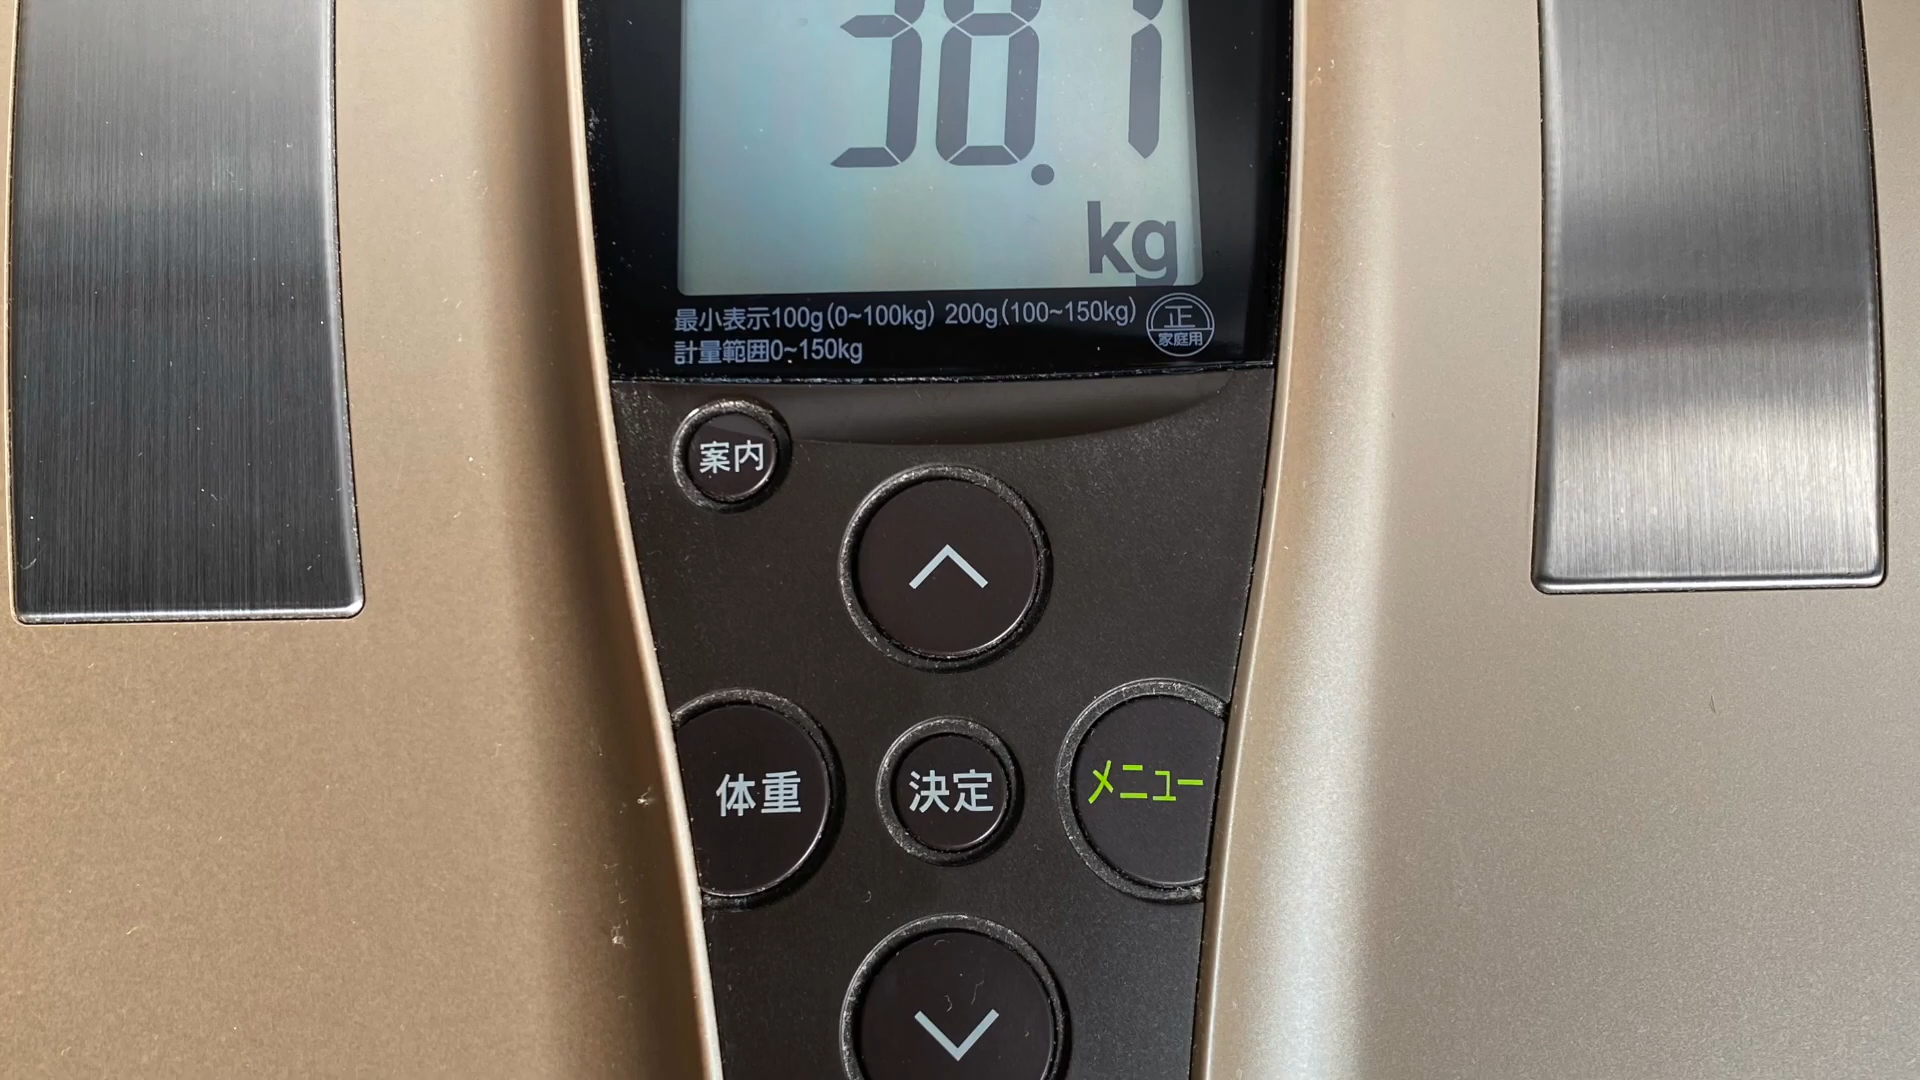 38.1
kg
最小表示100g(0~100kg) 200g(100~150kg)
計量範囲0~150kg
正
家庭用
案内
体重
決定
メニュー